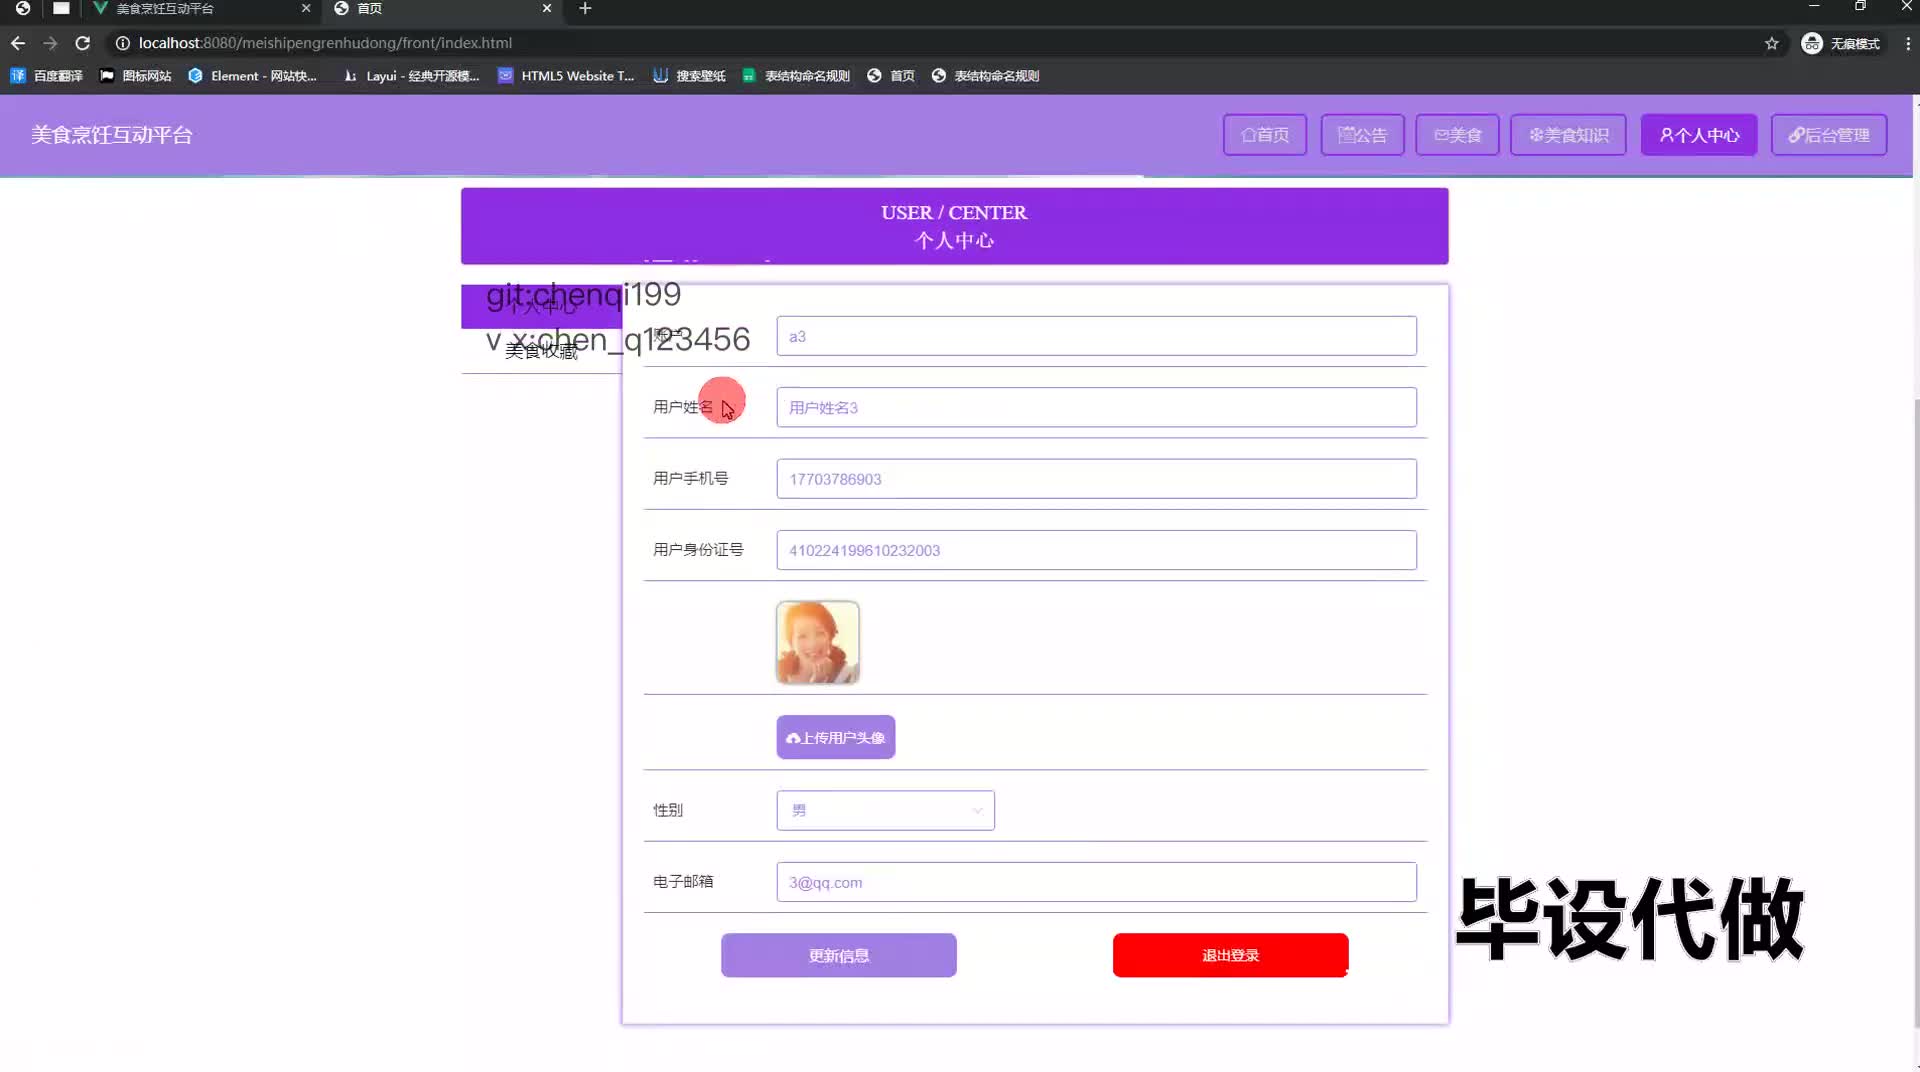 美食烹饪互动平台
首页
localhost:8080/meishipengrenhudong/front/index.html
无痕模式
百度翻译
图标网站
Element - 网站快...
Layui - 经典开源模...
HTML5 Website T...
搜索壁纸
表结构命名规则
首页
表结构命名规则
美食烹饪互动平台
首页
公告
美食
美食知识
个人中心
后台管理
USER / CENTER
个人中心
git:chenqi199
个人中心
v x:chen_q123456
美食收藏
账户
a3
用户姓名
用户姓名3
用户手机号
17703786903
用户身份证号
410224199610232003
上传用户头像
性别
男
电子邮箱
3@qq.com
更新信息
退出登录
毕设代做